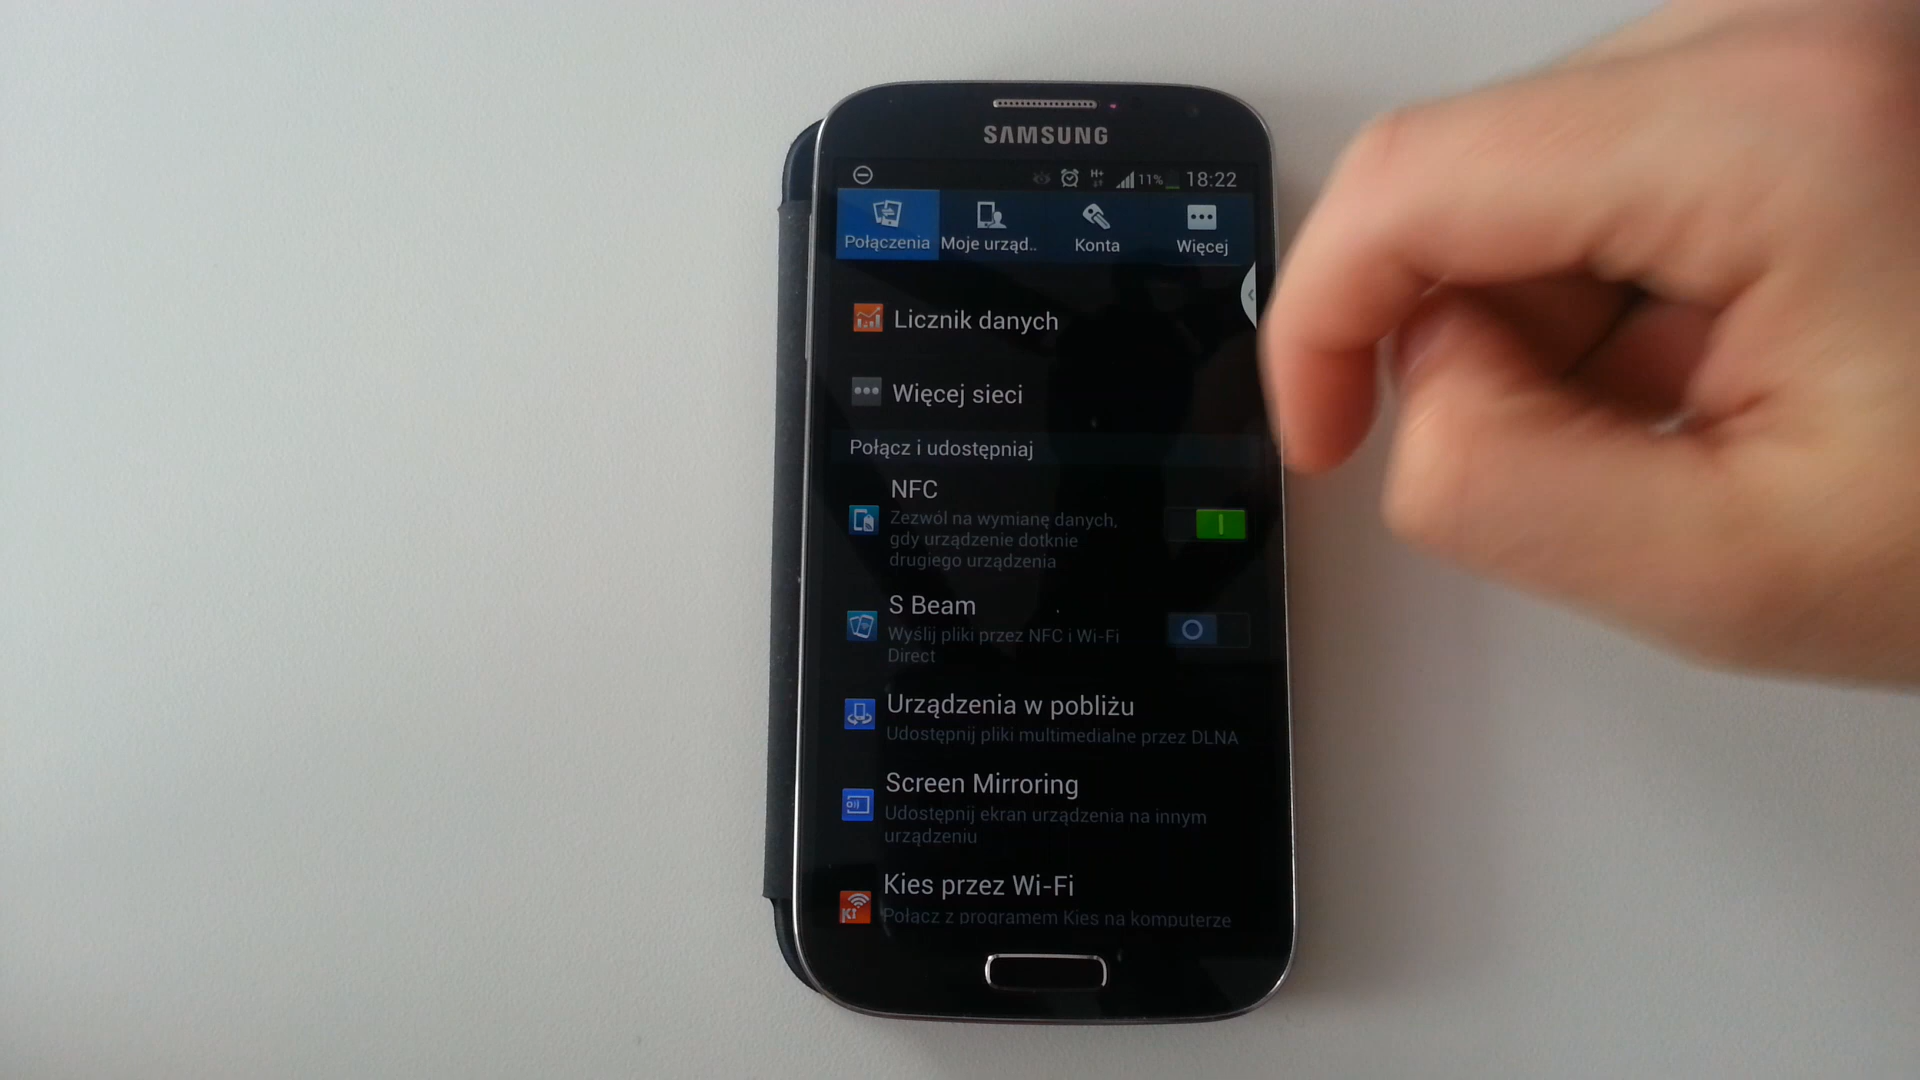 SAMSUNG
H+ 11% 18:22
Połączenia Moje urząd.. Konta Więcej
Licznik danych
Więcej sieci
Połącz i udostępniaj
NFC
Zezwól na wymianę danych,
gdy urządzenie dotknie
drugiego urządzenia
S Beam
Wyślij pliki przez NFC i Wi-Fi
Direct
Urządzenia w pobliżu
Udostępnij pliki multimedialne przez DLNA
Screen Mirroring
Udostępnij ekran urządzenia na innym
urządzeniu
Kies przez Wi-Fi
Połącz z programem Kies na komputerze